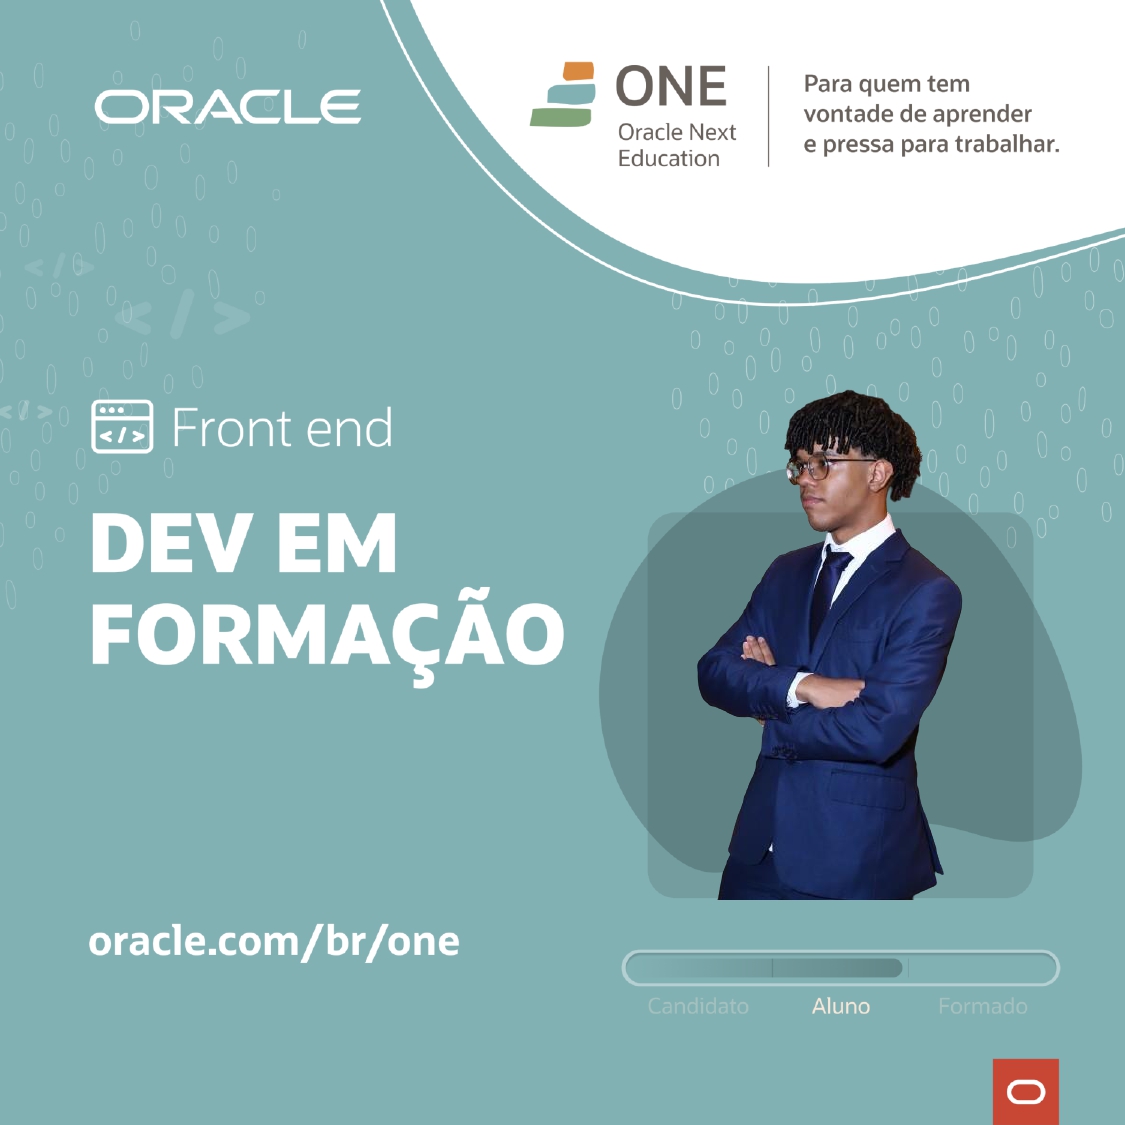 ORACLE
ONE
Oracle Next
Education
Para quem tem
vontade de aprender
e pressa para trabalhar.
</>
</>
</>
</>
Front end
DEV EM
FORMAÇÃO
oracle.com/br/one
Candidato
Aluno
Formado